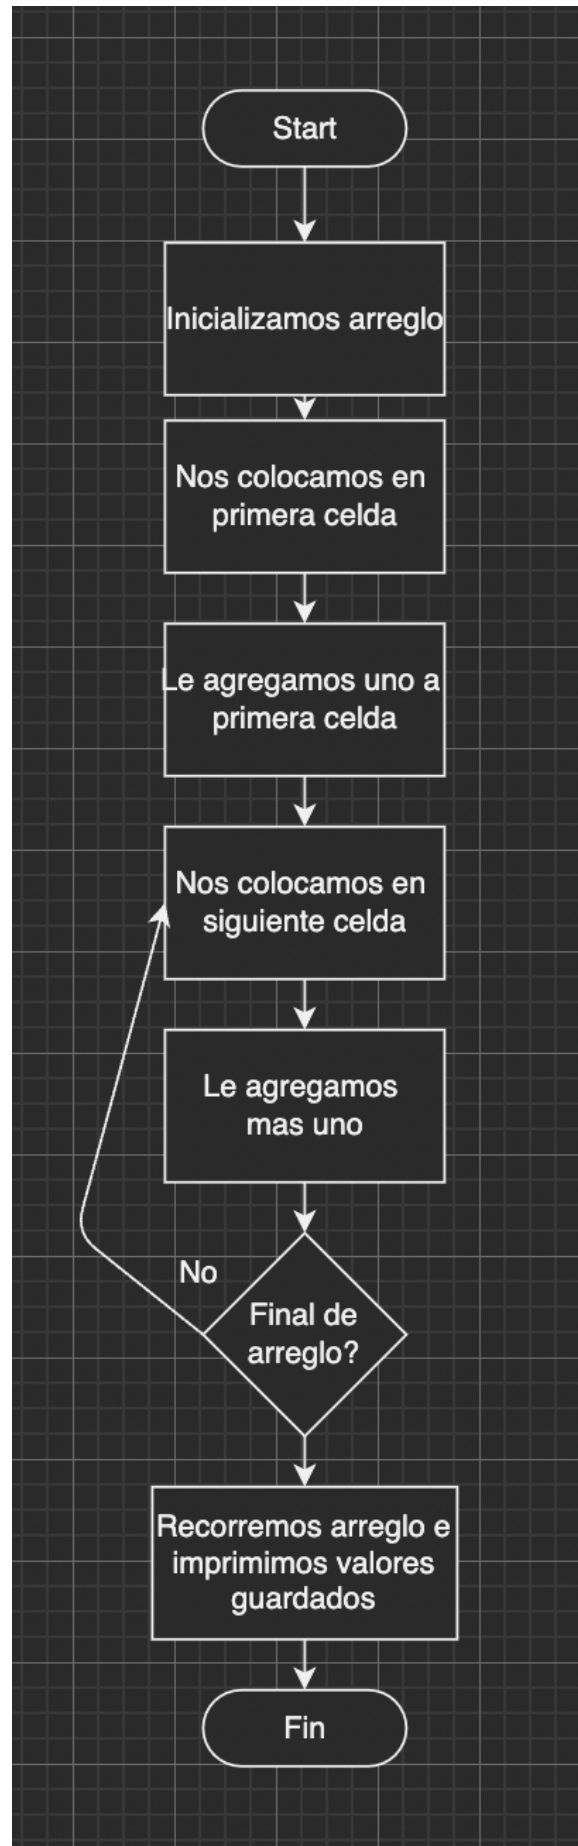 Start
Inicializamos arreglo
Nos colocamos en
primera celda
Le agregamos uno a
primera celda
Nos colocamos en
siguiente celda
Le agregamos
mas uno
No
Final de
arreglo?
Recorremos arreglo e
imprimimos valores
guardados
Fin